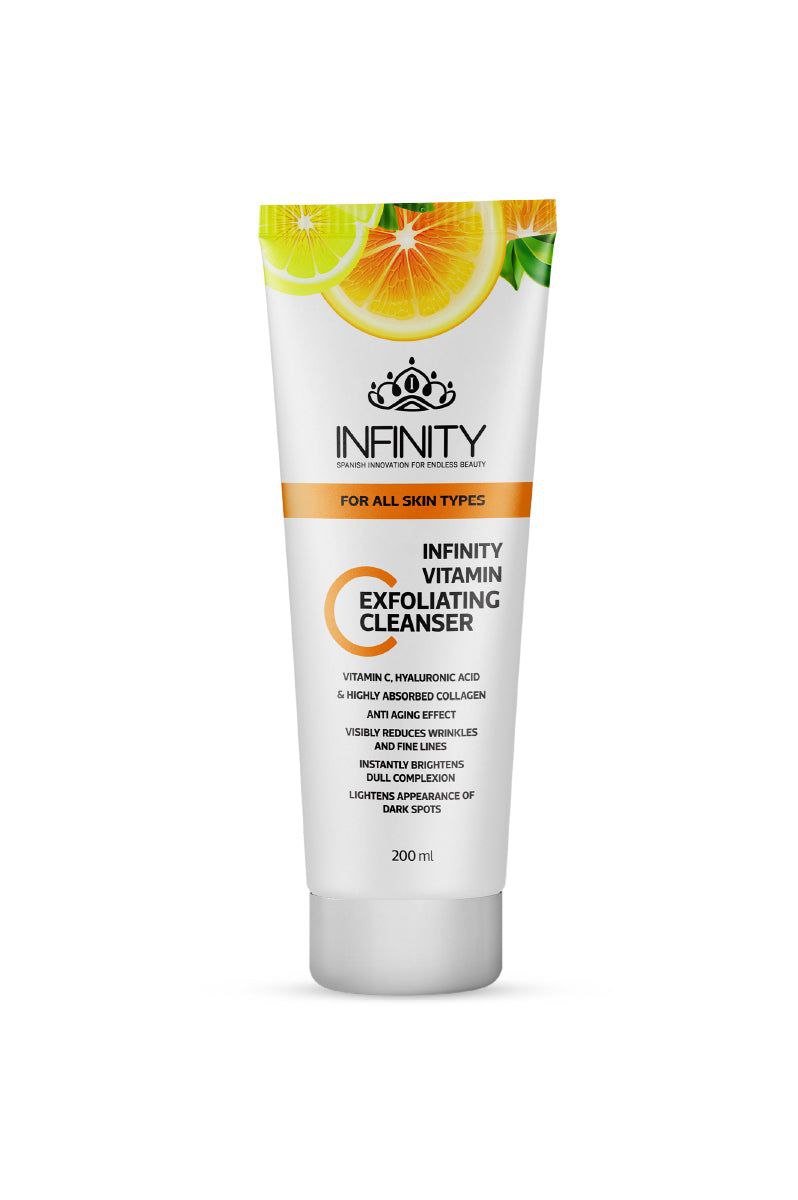 INFINITY
SPANISH INNOVATION FOR ENDLESS BEAUTY
FOR ALL SKIN TYPES
INFINITY
VITAMIN
C EXFOLIATING
CLEANSER
VITAMIN C, HYALURONIC ACID
& HIGHLY ABSORBED COLLAGEN
ANTI AGING EFFECT
VISIBLY REDUCES WRINKLES
AND FINE LINES
INSTANTLY BRIGHTENS
DULL COMPLEXION
LIGHTENS APPEARANCE OF
DARK SPOTS
200 ml